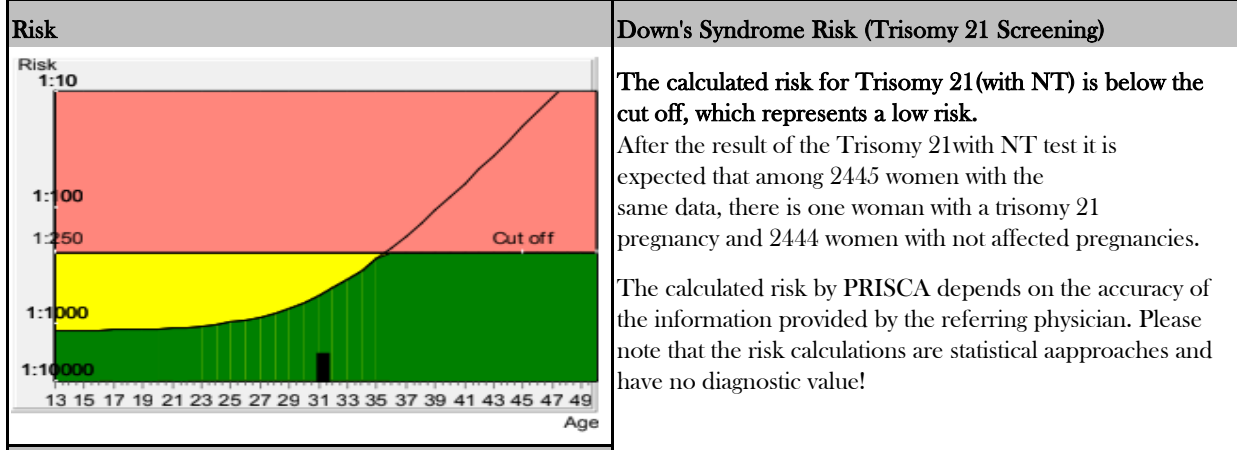 Risk
Risk
1:10
1:100
1:250
Cut off
1:1000
1:10000
13 15 17 19 21 23 25 27 29 31 33 35 37 39 41 43 45 47 49
Age
Down's Syndrome Risk (Trisomy 21 Screening)
The calculated risk for Trisomy 21(with NT) is below the
cut off, which represents a low risk.
After the result of the Trisomy 21with NT test it is
expected that among 2445 women with the
same data, there is one woman with a trisomy 21
pregnancy and 2444 women with not affected pregnancies.
The calculated risk by PRISCA depends on the accuracy of
the information provided by the referring physician. Please
note that the risk calculations are statistical aapproaches and
have no diagnostic value!